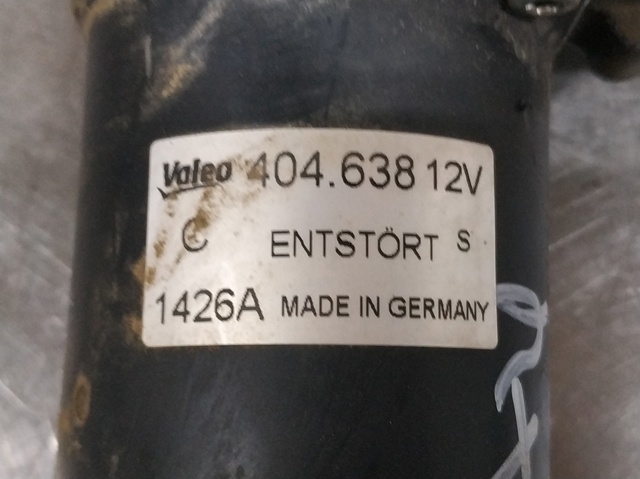 Valeo 404.638 12V
C ENTSTÖRT S
1426A MADE IN GERMANY